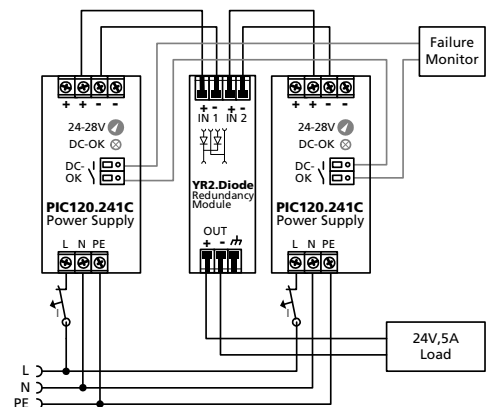 Failure
Monitor
+ + - -
24-28V
DC-OK
DC-
OK
PIC120.241C
Power Supply
L N PE
+ - + -
IN 1 IN 2
YR2.Diode
Redundancy
Module
OUT
+ -
+ + - -
24-28V
DC-OK
DC-
OK
PIC120.241C
Power Supply
L N PE
I
I
24V,5A
Load
L
N
PE